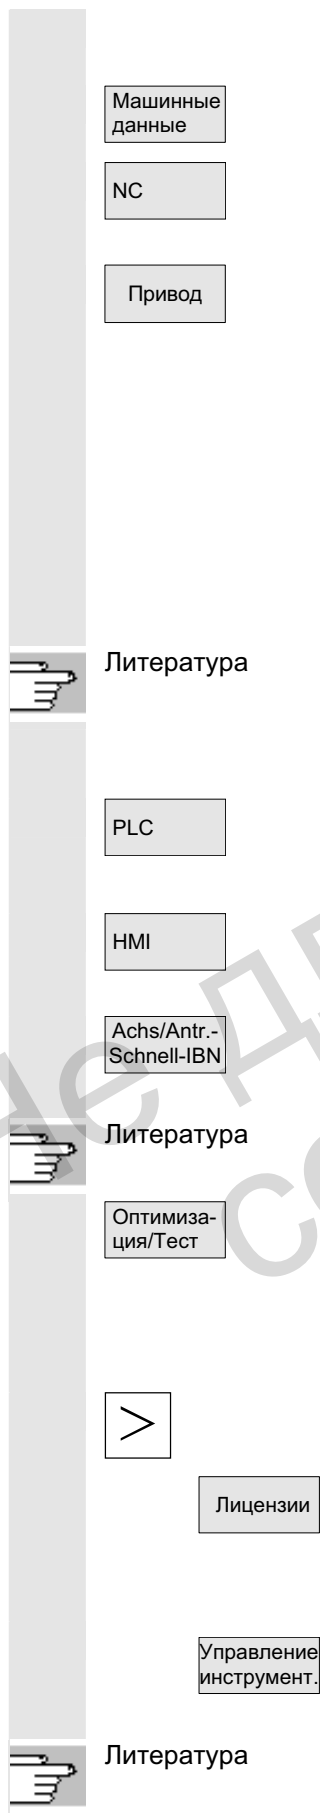 Машинные
данные
NC
Привод
Литература
PLC
HMI
Achs/Antr.-
Schnell-IBN
Литература
Оптимиза-
ция/Тест
>
Лицензии
Управление
инструмент.
Литература